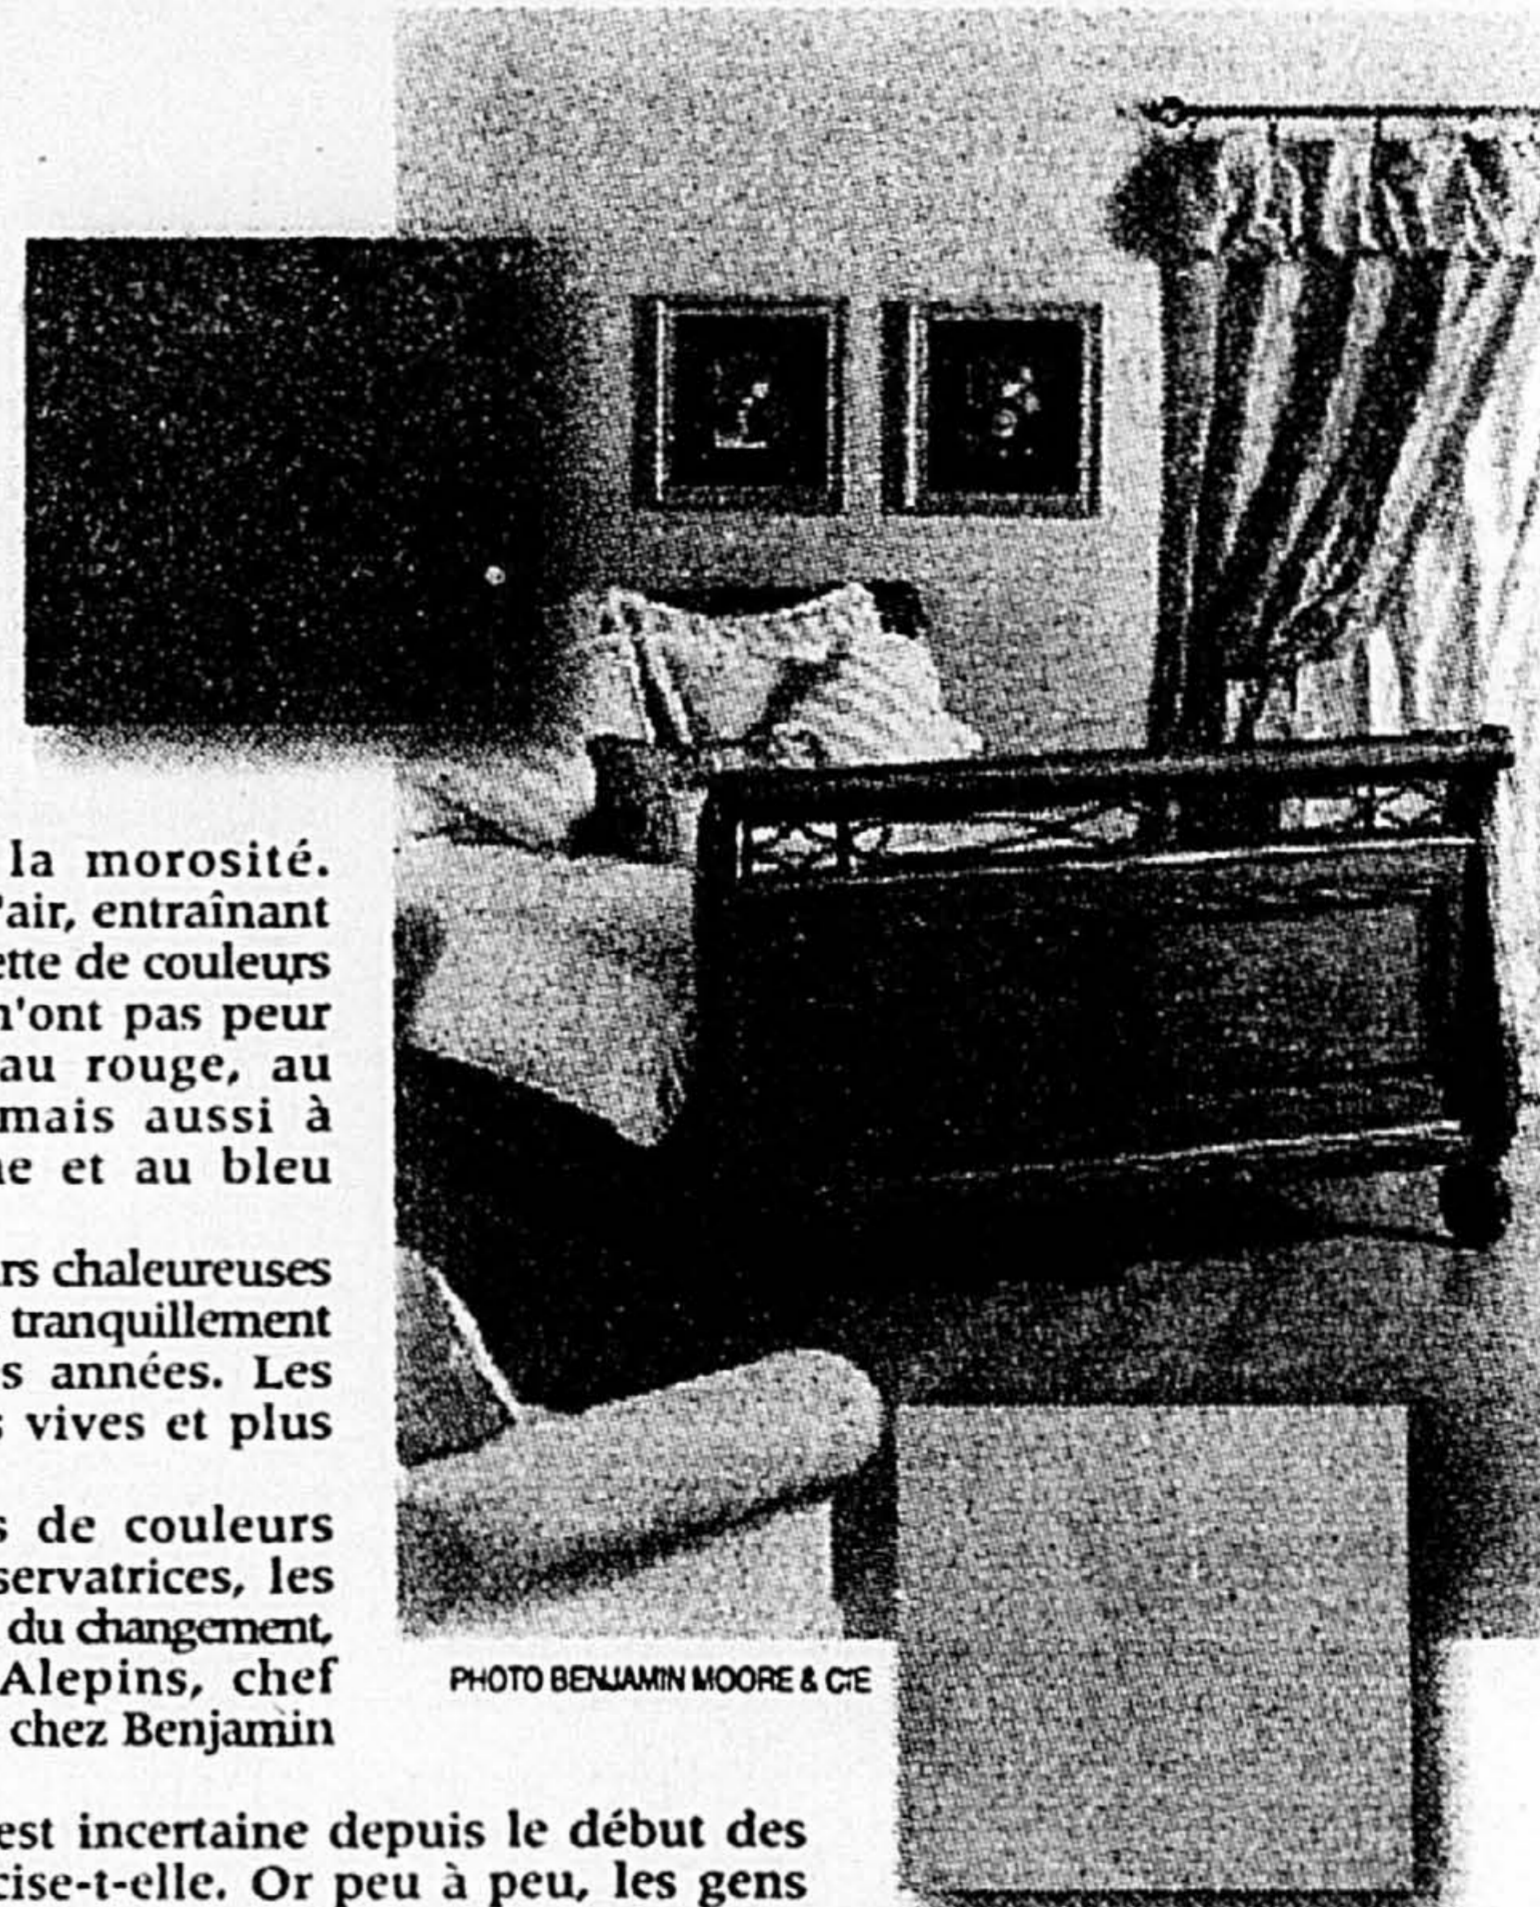 la morosité.
'air, entraînant
ette de couleurs
n'ont pas peur
au rouge, au
mais aussi à
ne et au bleu
rs chaleureuses
tranquillement
s années. Les
s vives et plus
s de couleurs
servatrices, les
du changement,
Alepins, chef
chez Benjamin
PHOTO BENJAMIN MOORE & CIE
est incertaine depuis le début des
cise-t-elle. Or peu à peu, les gens